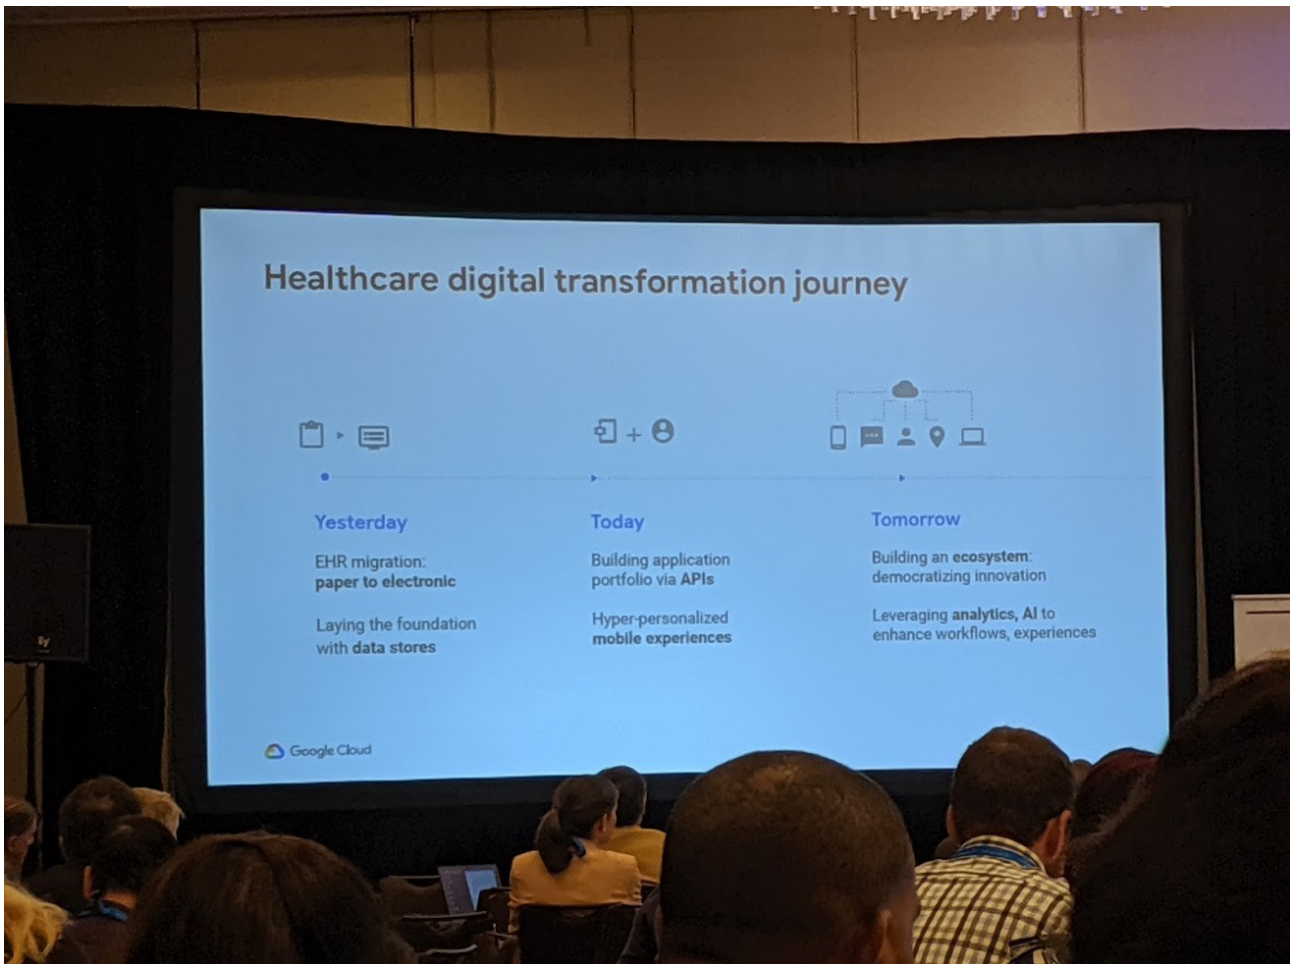 Healthcare digital transformation journey
Yesterday
EHR migration:
paper to electronic
Laying the foundation
with data stores
Today
Building application
portfolio via APIs
Hyper-personalized
mobile experiences
Tomorrow
Building an ecosystem:
democratizing innovation
Leveraging analytics, AI to
enhance workflows, experiences
Google Cloud
EV